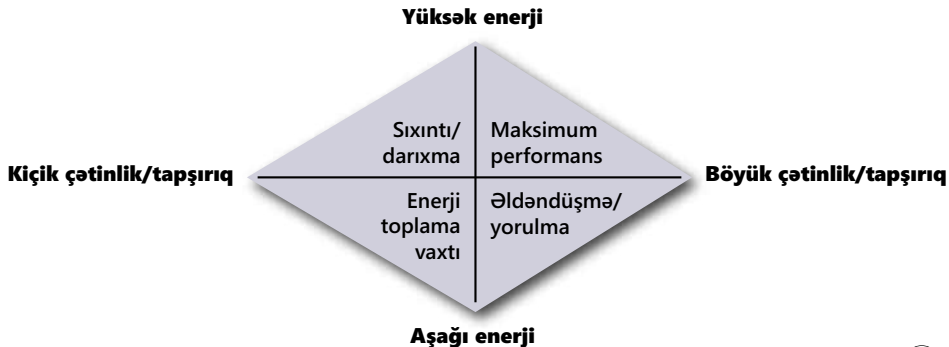 Yüksək enerji
Sıxıntı/
darıxma
Maksimum
performans
Kiçik çətinlik/tapşırıq
Böyük çətinlik/tapşırıq
Enerji
toplama
vaxtı
Əldəndüşmə/
yorulma
Aşağı enerji